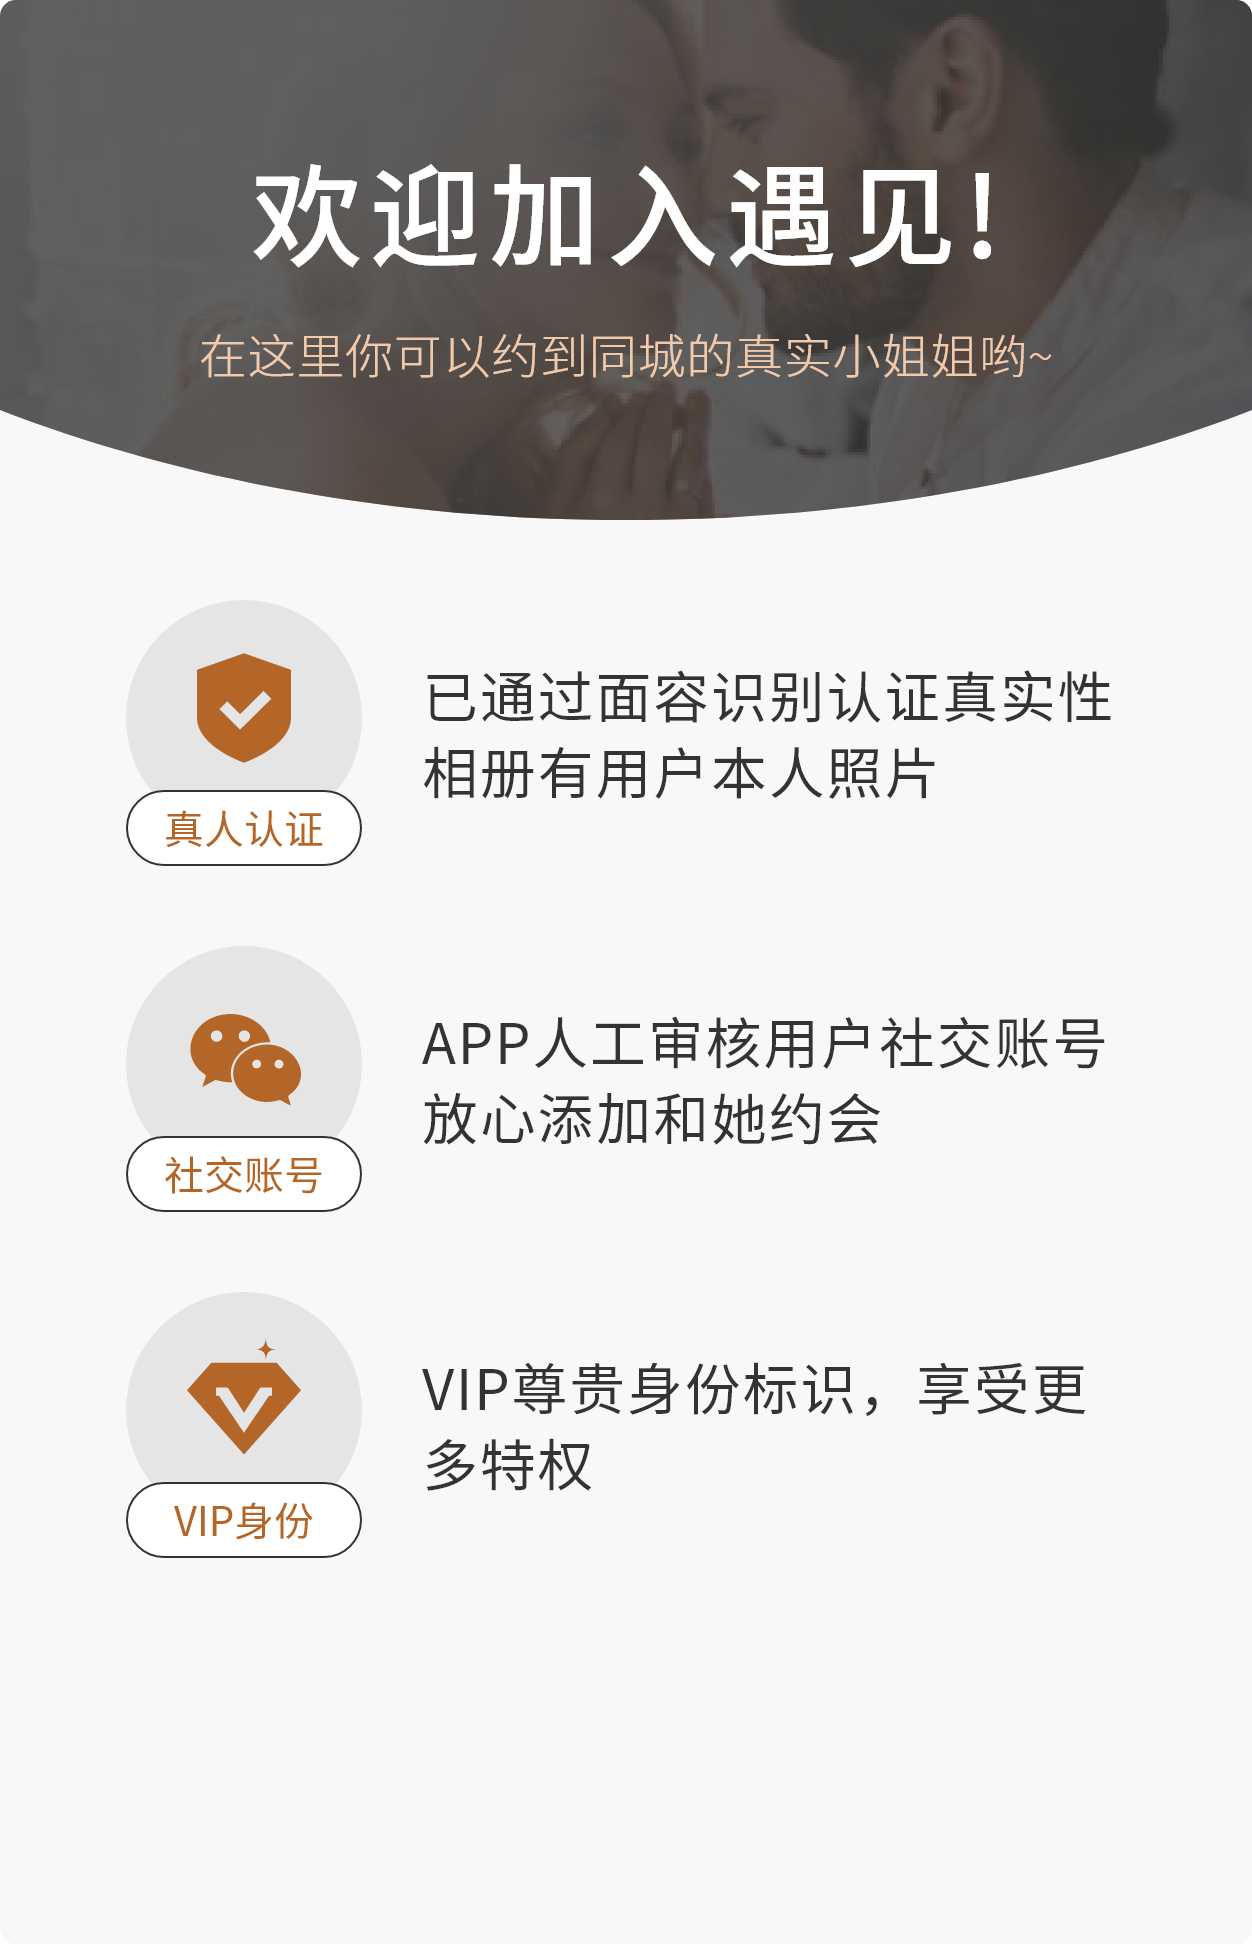 欢迎加入遇见!
在这里你可以约到同城的真实小姐姐哟~
已通过面容识别认证真实性
相册有用户本人照片
真人认证
APP人工审核用户社交账号
放心添加和她约会
社交账号
VIP尊贵身份标识，享受更
多特权
VIP身份